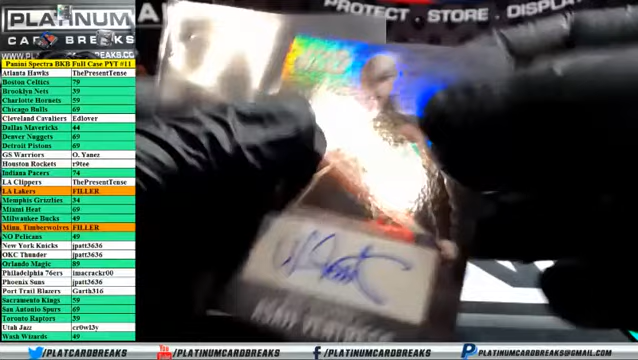 PLATINUM
CARD BREAKS
PROTECT . STORE . DISPLAY
Panini Spectra BKB Full Case PYT #11
Atlanta Hawks ThePresentTense
Boston Celtics 79
Brooklyn Nets 39
Charlotte Hornets 59
Chicago Bulls 69
Cleveland Cavaliers Edlover
Dallas Mavericks 44
Denver Nuggets 69
Detroit Pistons 69
GS Warriors O. Yanez
Houston Rockets r9tee
Indiana Pacers 74
LA Clippers ThePresentTense
LA Lakers FILLER
Memphis Grizzlies 34
Miami Heat 69
Milwaukee Bucks 49
Minn. Timberwolves FILLER
NO Pelicans 49
New York Knicks jpatt3636
OKC Thunder jpatt3636
Orlando Magic 89
Philadelphia 76ers imacrackr00
Phoenix Suns jpatt3636
Port Trail Blazers Garth316
Sacramento Kings 59
San Antonio Spurs 69
Toronto Raptors 39
Utah Jazz cr0w13y
Wash Wizards 49
/PLATCARDBREAKS
You Tube /PLATINUMCARDBREAKS
/PLATINUMCARDBREAKS
@PLATINUMCARDBREAKS